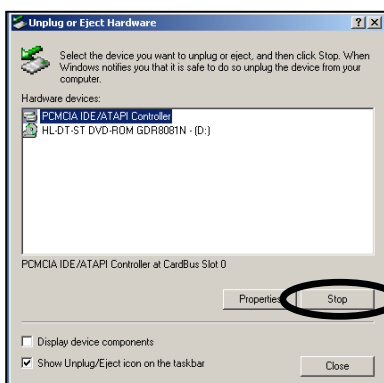 Unplug or Eject Hardware
Select the device you want to unplug or eject, and then click Stop. When
Windows notifies you that it is safe to do so unplug the device from your
computer.
Hardware devices:
PCMCIA IDE/ATAPI Controller
HL-DT-ST DVD-ROM GDR8081N - (D:)
PCMCIA IDE/ATAPI Controller at CardBus Slot 0
Properties Stop
Display device components
Show Unplug/Eject icon on the taskbar
Close